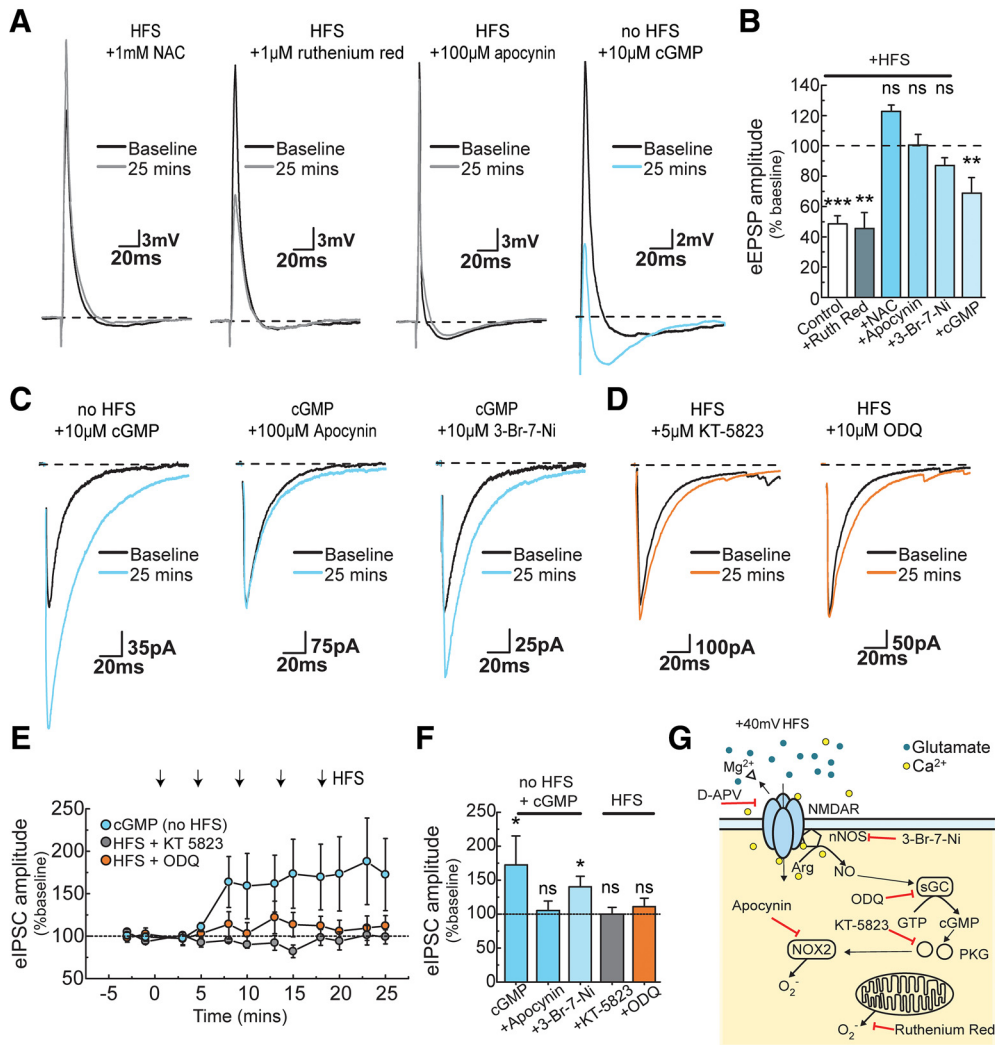 A
HFS
+1mM NAC
HFS
+1µM ruthenium red
HFS
+100µM apocynin
no HFS
+10µM cGMP
Baseline
25 mins
3mV
20ms
Baseline
25 mins
3mV
20ms
Baseline
25 mins
3mV
20ms
Baseline
25 mins
2mV
20ms
B
+HFS
eEPSP amplitude
(% baesline)
140
120
100
80
60
40
20
0
***
**
ns
ns
ns
**
Control
+Ruth Red
+NAC
+Apocynin
+3-Br-7-Ni
+cGMP
C
no HFS
+10µM cGMP
cGMP
+100µM Apocynin
cGMP
+10µM 3-Br-7-Ni
Baseline
25 mins
35pA
20ms
Baseline
25 mins
75pA
20ms
Baseline
25 mins
25pA
20ms
D
HFS
+5µM KT-5823
HFS
+10µM ODQ
Baseline
25 mins
100pA
20ms
Baseline
25 mins
50pA
20ms
E
HFS
eIPSC amplitude
(%baseline)
250
200
150
100
50
cGMP (no HFS)
HFS + KT 5823
HFS + ODQ
-5
0
5
10
15
20
25
Time (mins)
F
no HFS
+ cGMP
HFS
eIPSC amplitude
(%baseline)
250
200
150
100
50
0
*
ns
*
ns
ns
cGMP
+Apocynin
+3-Br-7-Ni
+KT-5823
+ODQ
G
+40mV HFS
Glutamate
Ca2+
Mg2+
D-APV
NMDAR
nNOS
3-Br-7-Ni
Arg
NO
ODQ
sGC
Apocynin
KT-5823
GTP
cGMP
NOX2
PKG
O2-
O2-
Ruthenium Red